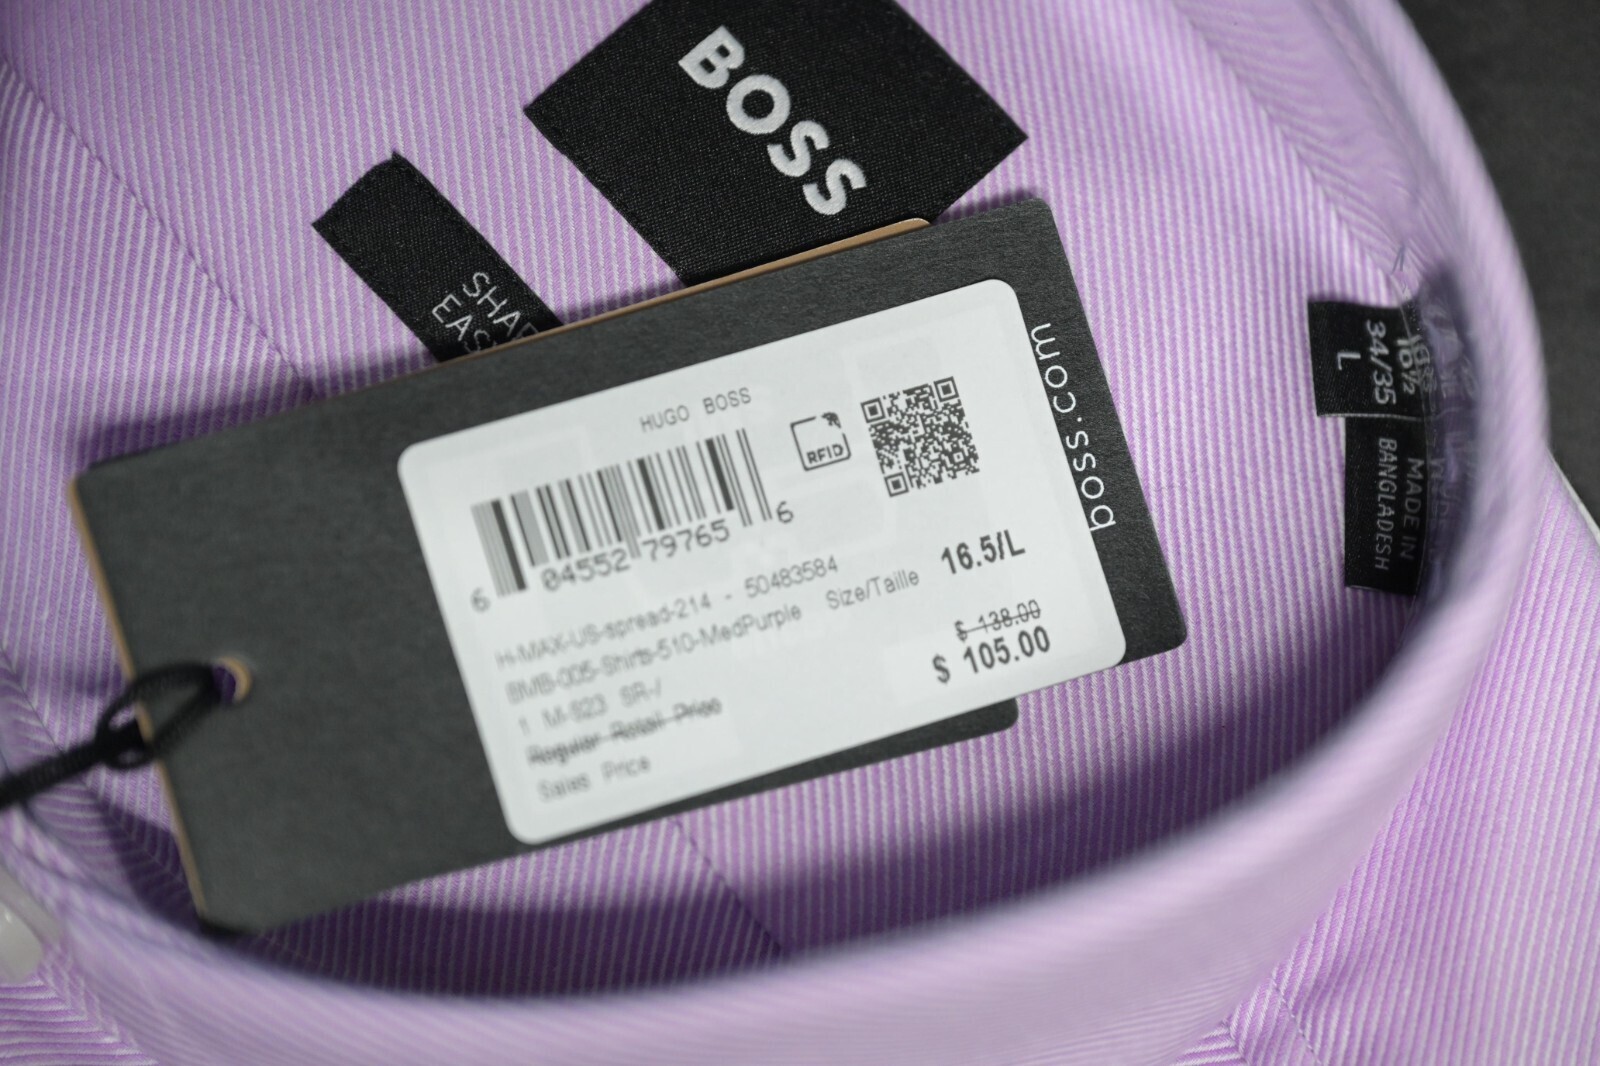 BOSS
SHAP
EAS
boss.com
HUGO BOSS
RFID
6 04552 79765 6
H-MAX-US-spread-214 - 50483584
BMB-005-Shirts-510-MedPurple Size/Taille 16.5/L
1 M-S23 SR-/
Regular Retail Price $ 138.00
Sales Price $ 105.00
16½
34/35
L
MADE IN
BANGLADESH